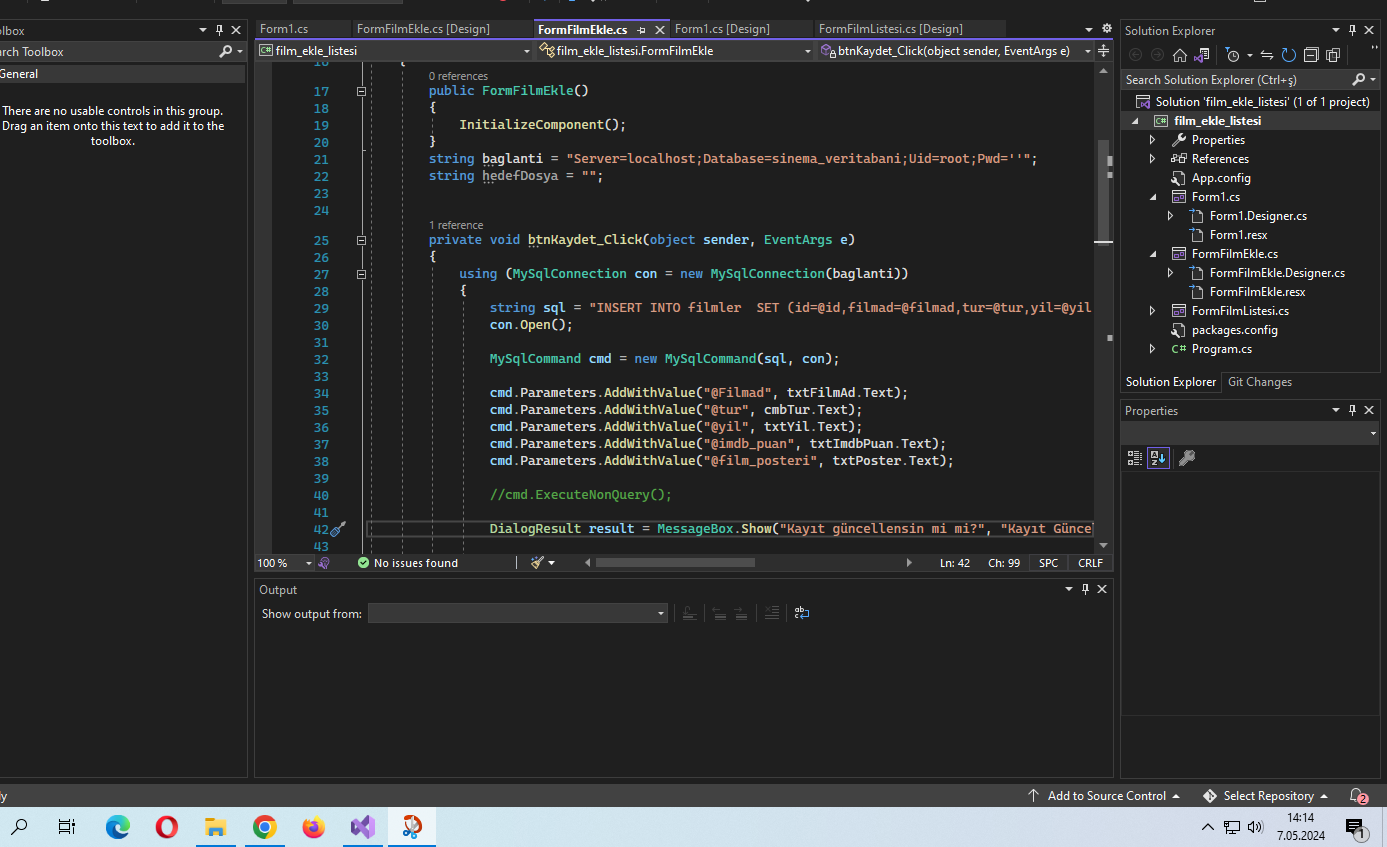 Form1.cs
FormFilmEkle.cs [Design]
FormFilmEkle.cs
Form1.cs [Design]
FormFilmListesi.cs [Design]
lbox
rch Toolbox
General
There are no usable controls in this group.
Drag an item onto this text to add it to the
toolbox.
film_ekle_listesi
film_ekle_listesi.FormFilmEkle
btnKaydet_Click(object sender, EventArgs e)
16 {
0 references
17 public FormFilmEkle()
18 {
19 InitializeComponent();
20 }
21 string baglanti = "Server=localhost;Database=sinema_veritabani;Uid=root;Pwd=''";
22 string hedefDosya = "";
23
24
1 reference
25 private void btnKaydet_Click(object sender, EventArgs e)
26 {
27 using (MySqlConnection con = new MySqlConnection(baglanti))
28 {
29 string sql = "INSERT INTO filmler  SET (id=@id,filmad=@filmad,tur=@tur,yil=@yil
30 con.Open();
31
32 MySqlCommand cmd = new MySqlCommand(sql, con);
33
34 cmd.Parameters.AddWithValue("@Filmad", txtFilmAd.Text);
35 cmd.Parameters.AddWithValue("@tur", cmbTur.Text);
36 cmd.Parameters.AddWithValue("@yil", txtYil.Text);
37 cmd.Parameters.AddWithValue("@imdb_puan", txtImdbPuan.Text);
38 cmd.Parameters.AddWithValue("@film_posteri", txtPoster.Text);
39
40 //cmd.ExecuteNonQuery();
41
42 DialogResult result = MessageBox.Show("Kayıt güncellensin mi mi?", "Kayıt Günce
43
100 %
No issues found
Ln: 42
Ch: 99
SPC
CRLF
Output
Show output from:
Solution Explorer
Search Solution Explorer (Ctrl+ş)
Solution 'film_ekle_listesi' (1 of 1 project)
film_ekle_listesi
Properties
References
App.config
Form1.cs
Form1.Designer.cs
Form1.resx
FormFilmEkle.cs
FormFilmEkle.Designer.cs
FormFilmEkle.resx
FormFilmListesi.cs
packages.config
C# Program.cs
Solution Explorer
Git Changes
Properties
ly
Add to Source Control
Select Repository
2
14:14
7.05.2024
1